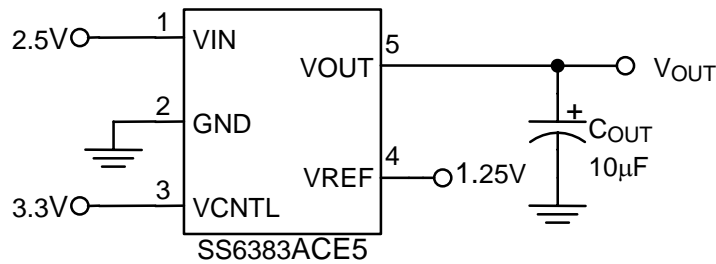 1
2.5V
VIN
5
VOUT
VOUT
2
GND
+
COUT
10μF
4
VREF
1.25V
3
3.3V
VCNTL
SS6383ACE5